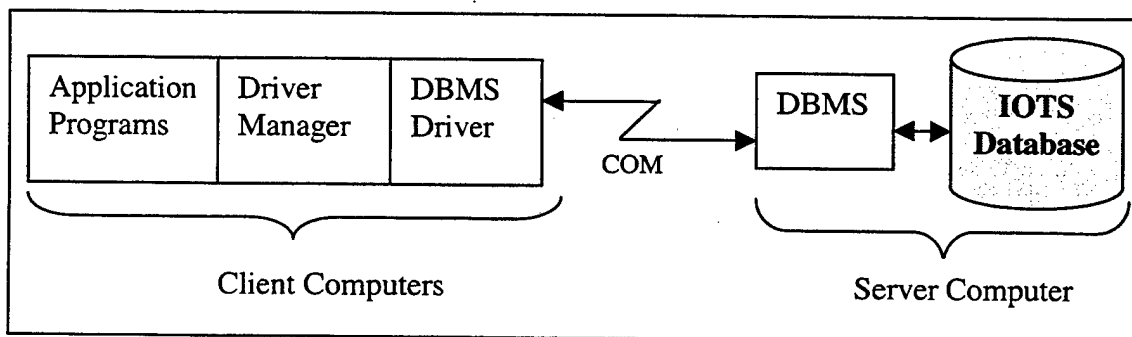 Application
Programs
Driver
Manager
DBMS
Driver
COM
DBMS
IOTS
Database
Client Computers
Server Computer